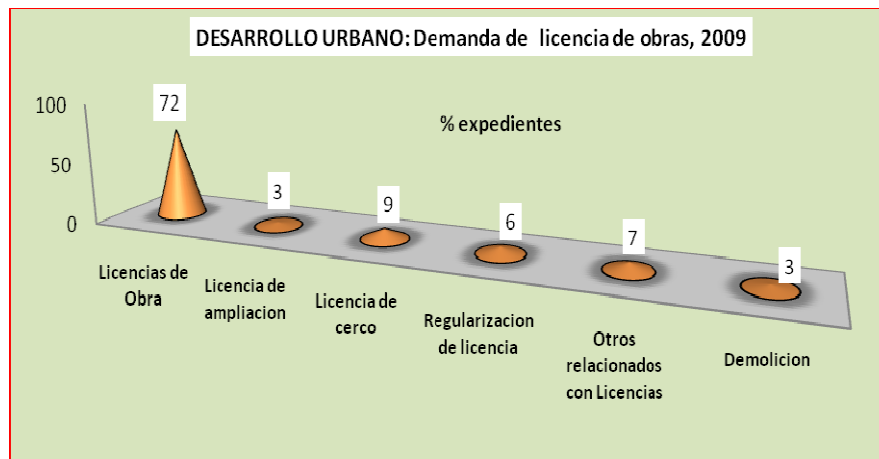 DESARROLLO URBANO: Demanda de licencia de obras, 2009
% expedientes
100
50
0
72
3
9
6
7
3
Licencias de
Obra
Licencia de
ampliacion
Licencia de
cerco
Regularizacion
de licencia
Otros
relacionados
con Licencias
Demolicion